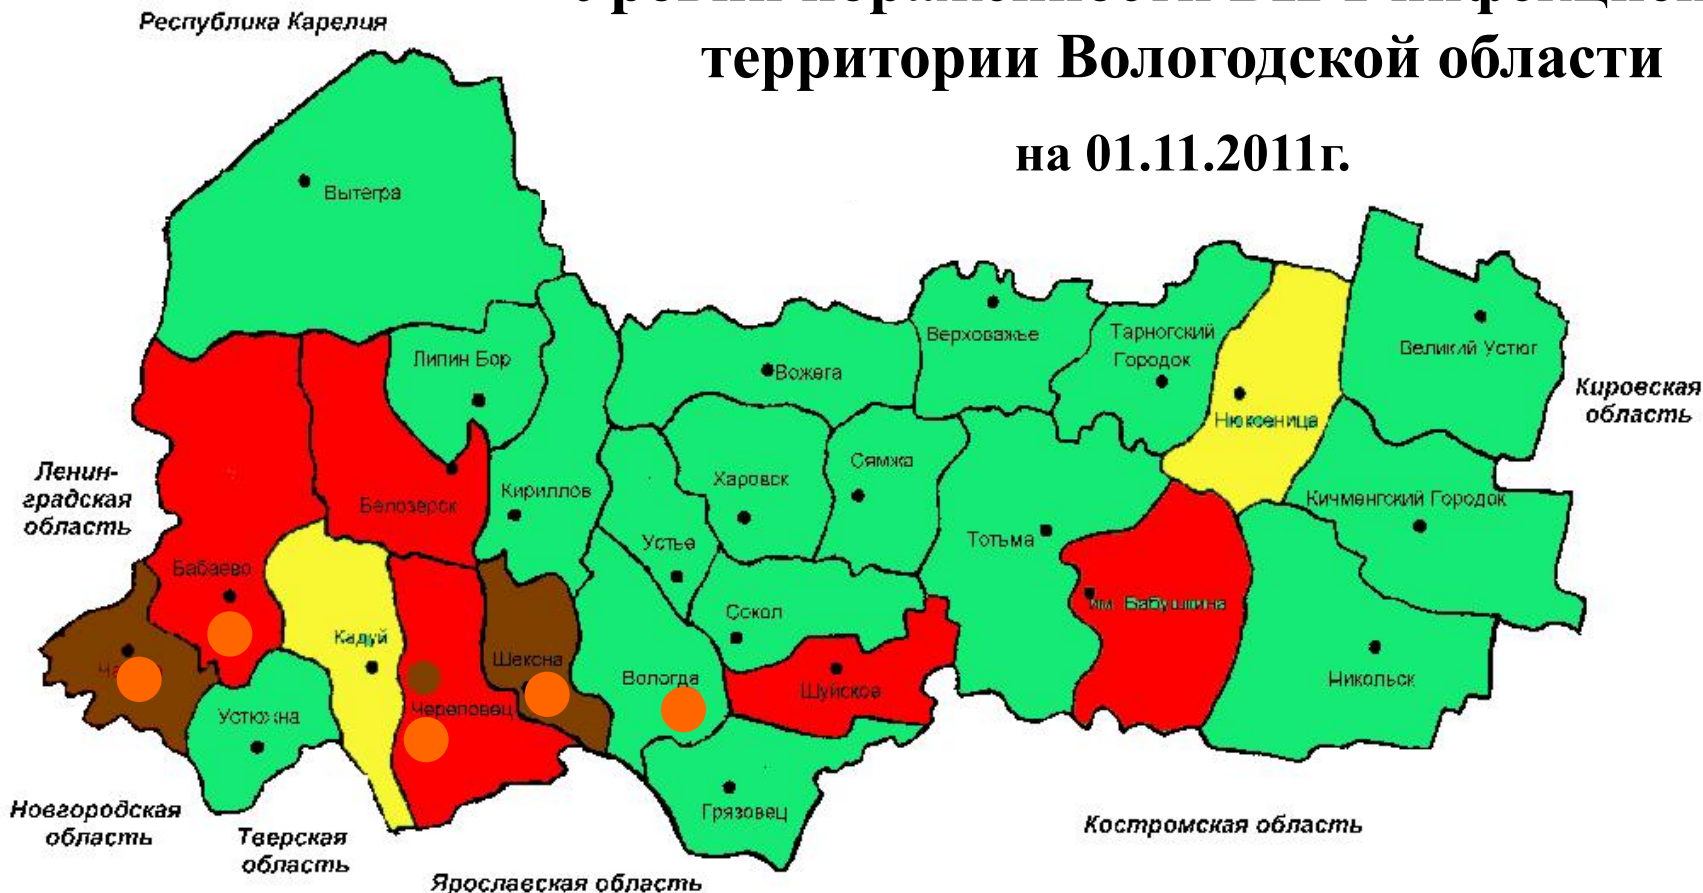 Республика Карелия
территории Вологодской области
на 01.11.2011г.
Вытегра
Липин Бор
Верховажье
Тарногский
Городок
Великий Устюг
Вожега
Кировская
область
Нюксеница
Ленин-
градская
область
Белозерск
Кириллов
Харовск
Сямжа
Кичменгский Городок
Устье
Тотьма
Бабаево
им. Бабушкина
Сокол
Кадуй
Шексна
Вологда
Шуйское
Никольск
Устюжна
Череповец
Грязовец
Новгородская
область
Тверская
область
Костромская область
Ярославская область